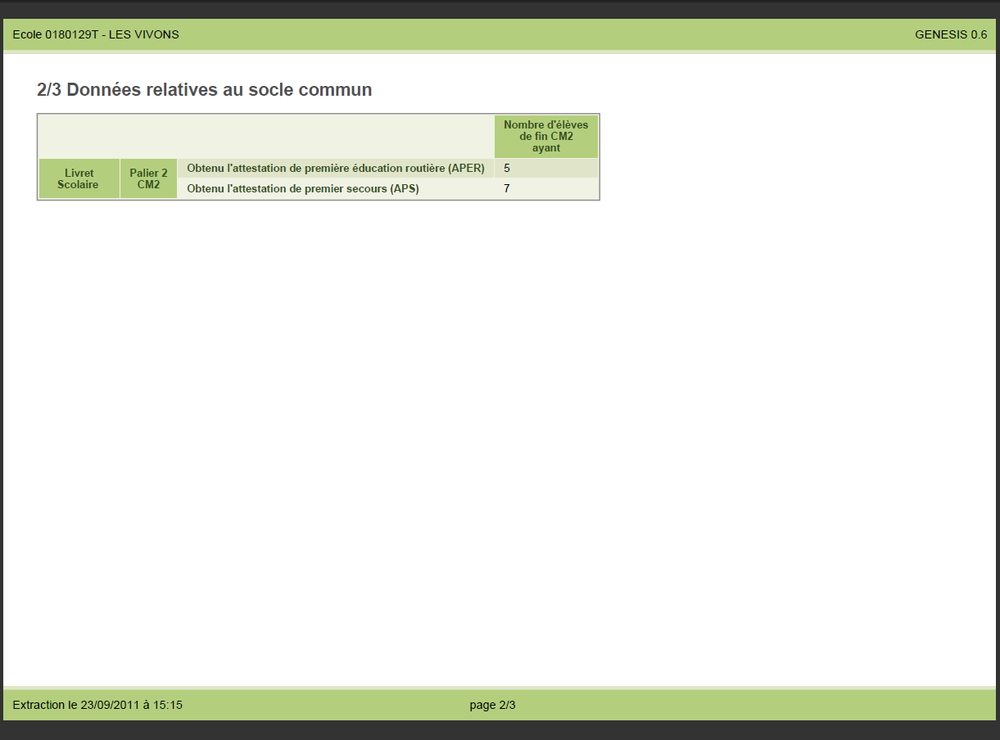 Ecole 0180129T - LES VIVONS
GENESIS 0.6
2/3 Données relatives au socle commun
Nombre d'élèves
de fin CM2
ayant
Livret
Scolaire
Palier 2
CM2
Obtenu l'attestation de première éducation routière (APER)
5
Obtenu l'attestation de premier secours (APS)
7
Extraction le 23/09/2011 à 15:15
page 2/3